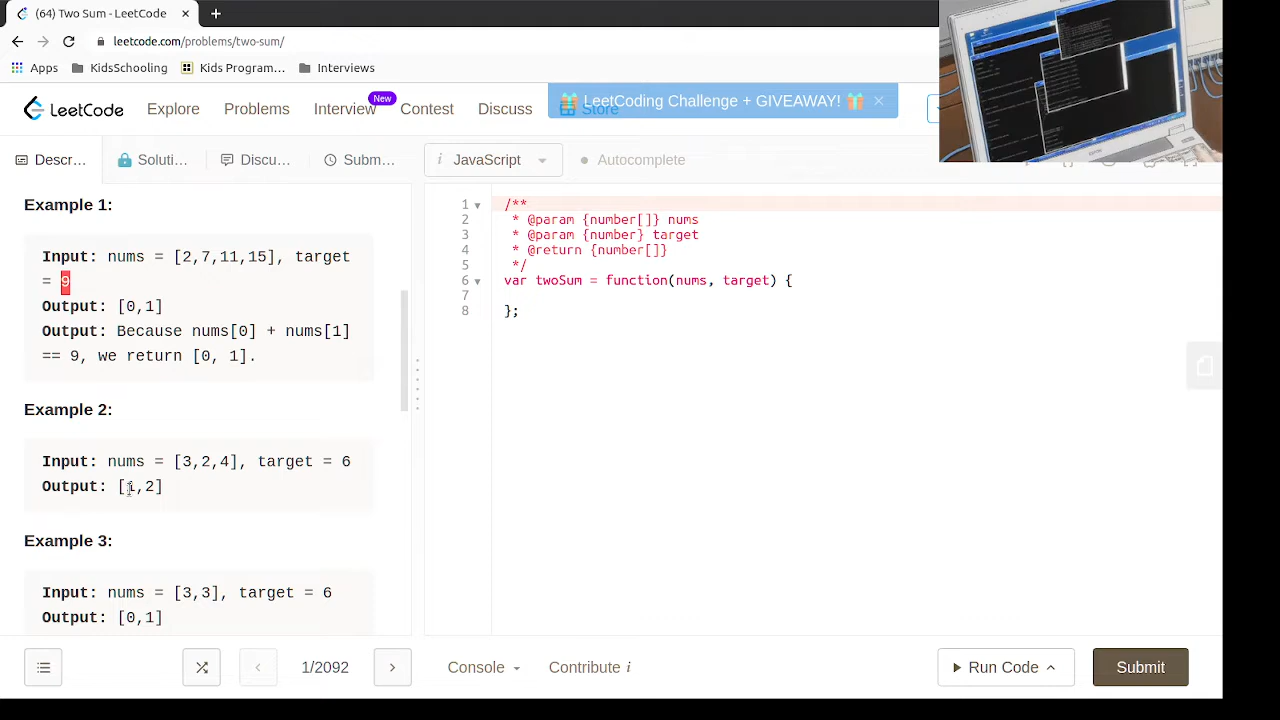 (64) Two Sum - LeetCode
leetcode.com/problems/two-sum/
Apps KidsSchooling Kids Program... Interviews
LeetCode Explore Problems Interview New Contest Discuss Store
LeetCoding Challenge + GIVEAWAY!
Descr... Soluti... Discu... Subm...
i JavaScript Autocomplete
Example 1:
Input: nums = [2,7,11,15], target
= 9
Output: [0,1]
Output: Because nums[0] + nums[1]
== 9, we return [0, 1].
Example 2:
Input: nums = [3,2,4], target = 6
Output: [1,2]
Example 3:
Input: nums = [3,3], target = 6
Output: [0,1]
1 /**
2 * @param {number[]} nums
3 * @param {number} target
4 * @return {number[]}
5 */
6 var twoSum = function(nums, target) {
7
8 };
1/2092
Console Contribute i
Run Code Submit